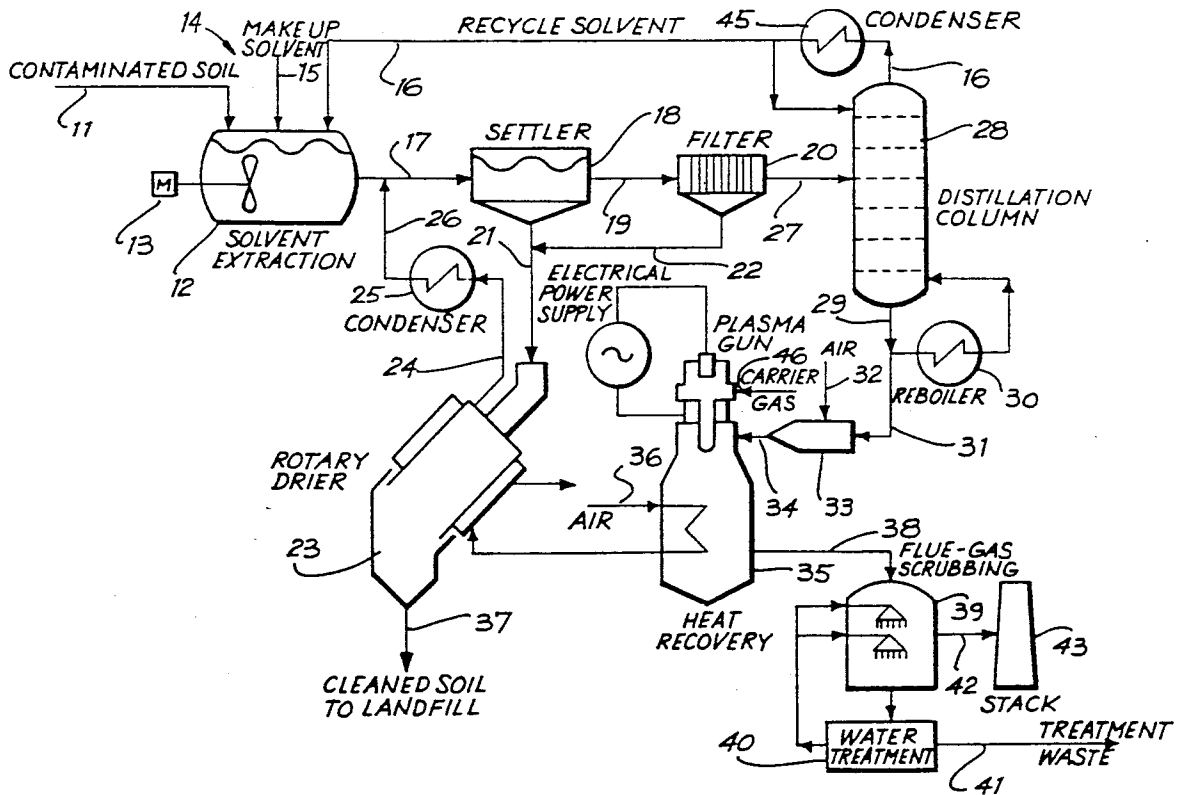 14
MAKE UP
SOLVENT
15
CONTAMINATED SOIL
11
RECYCLE SOLVENT
16
45
CONDENSER
16
17
SETTLER
18
FILTER
20
28
M
13
12
SOLVENT
EXTRACTION
26
19
27
DISTILLATION
COLUMN
21
22
25
CONDENSER
ELECTRICAL
POWER
SUPPLY
~
PLASMA
GUN
46
CARRIER
GAS
29
AIR
32
REBOILER
30
24
31
33
34
ROTARY
DRIER
36
AIR
23
38
35
FLUE-GAS
SCRUBBING
39
HEAT
RECOVERY
37
CLEANED SOIL
TO LANDFILL
42
43
STACK
40
WATER
TREATMENT
41
TREATMENT
WASTE